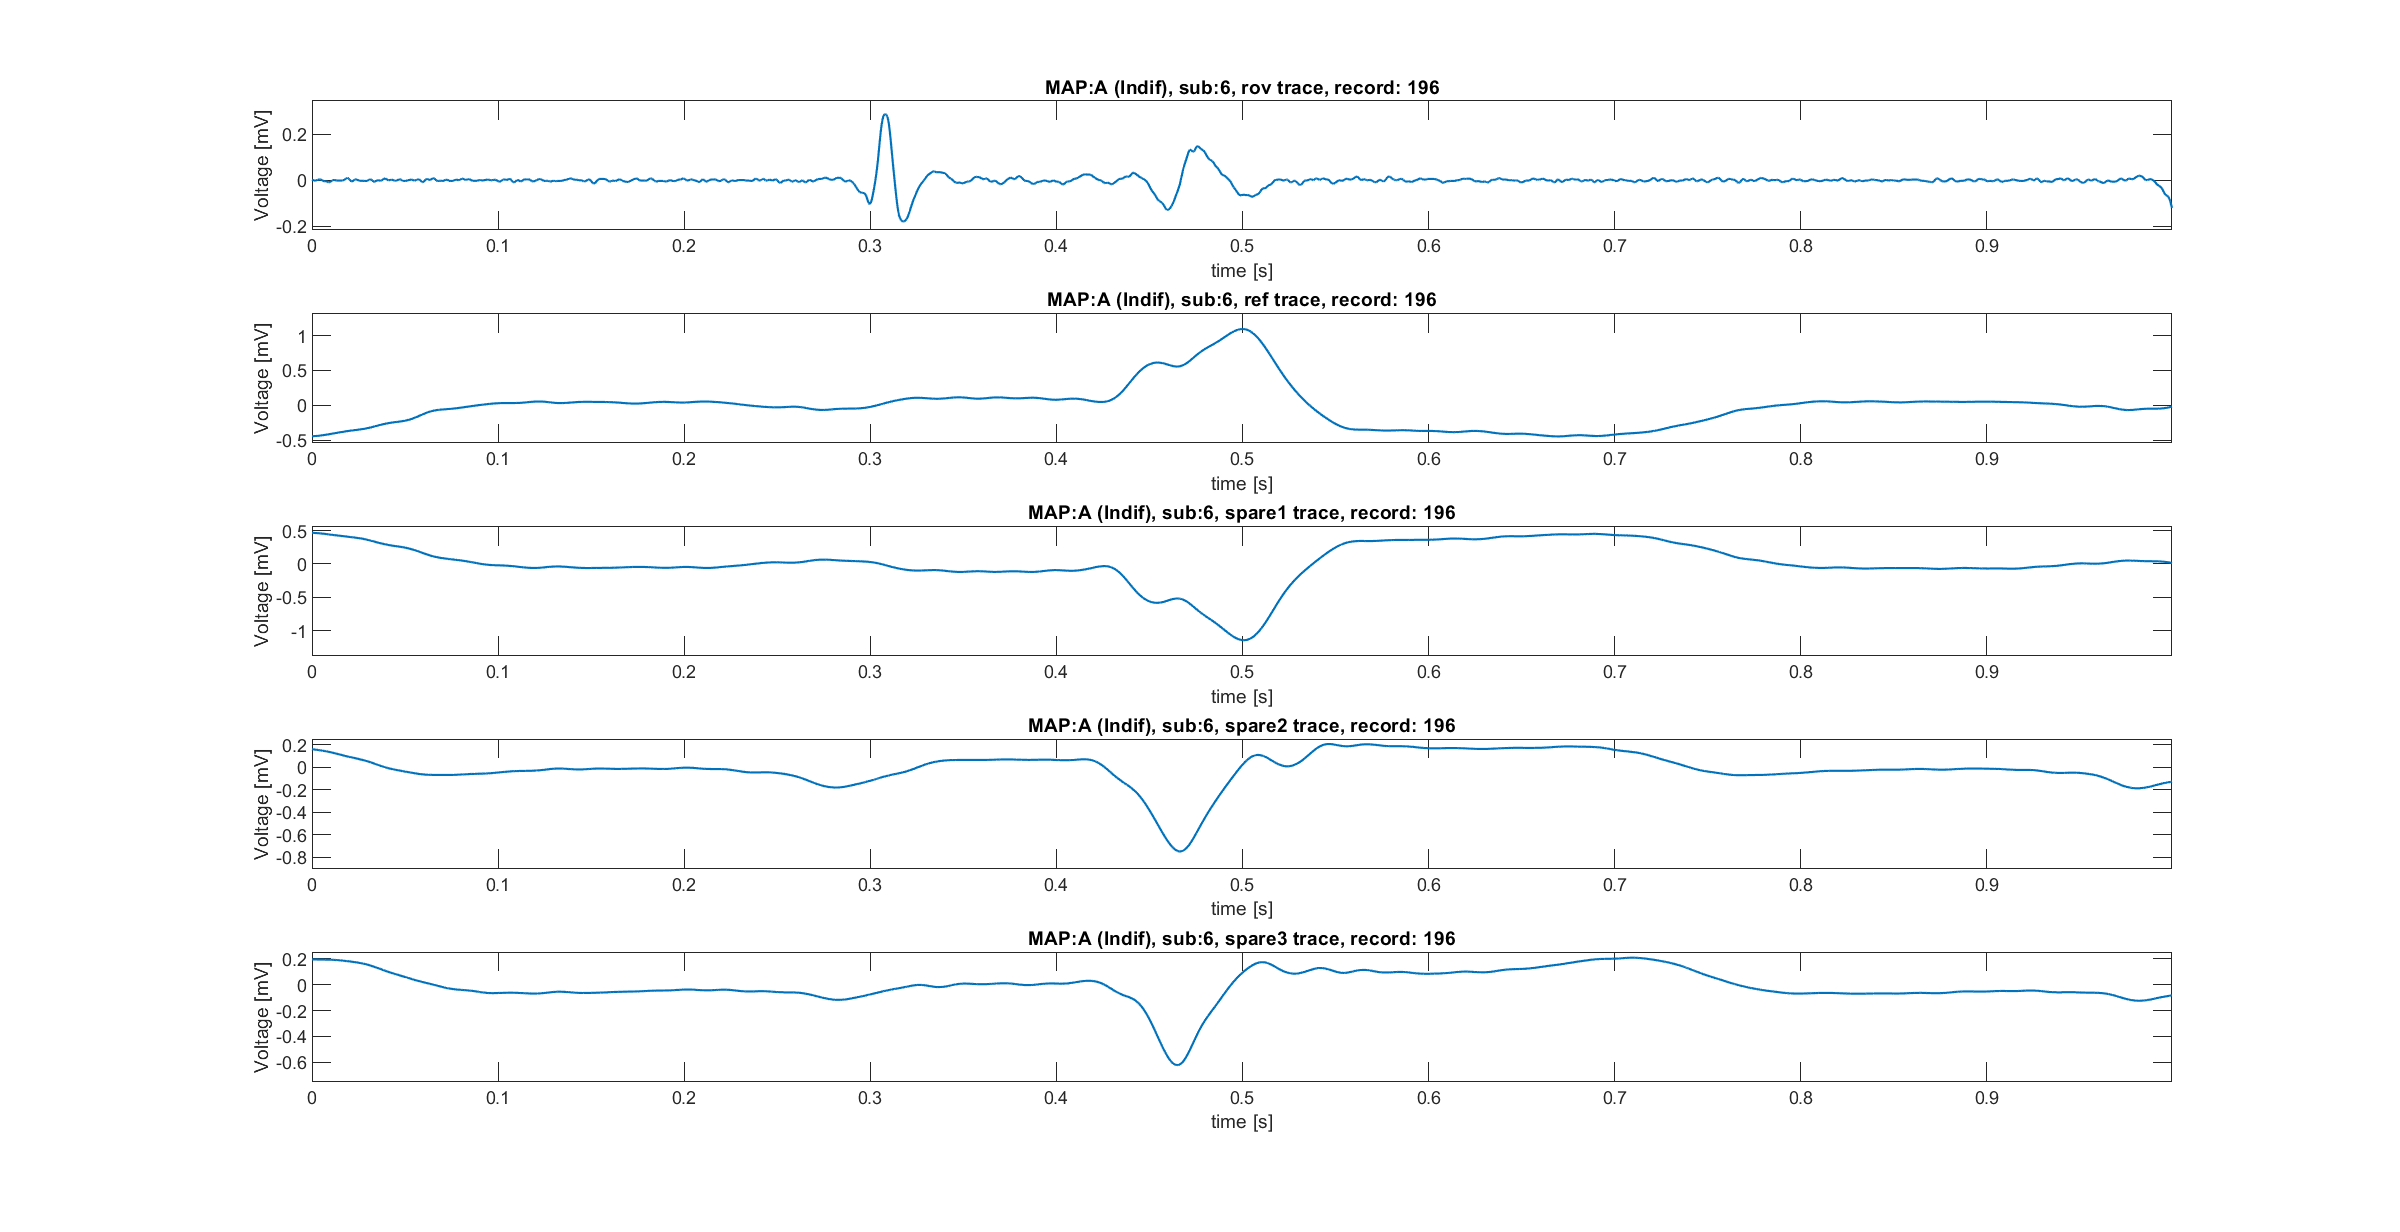 MAP:A (Indif), sub:6, rov trace, record: 196
Voltage [mV]
0.2
0
-0.2
0 0.1 0.2 0.3 0.4 0.5 0.6 0.7 0.8 0.9
time [s]
MAP:A (Indif), sub:6, ref trace, record: 196
Voltage [mV]
1
0.5
0
-0.5
0 0.1 0.2 0.3 0.4 0.5 0.6 0.7 0.8 0.9
time [s]
MAP:A (Indif), sub:6, spare1 trace, record: 196
Voltage [mV]
0.5
0
-0.5
-1
0 0.1 0.2 0.3 0.4 0.5 0.6 0.7 0.8 0.9
time [s]
MAP:A (Indif), sub:6, spare2 trace, record: 196
Voltage [mV]
0.2
0
-0.2
-0.4
-0.6
-0.8
0 0.1 0.2 0.3 0.4 0.5 0.6 0.7 0.8 0.9
time [s]
MAP:A (Indif), sub:6, spare3 trace, record: 196
Voltage [mV]
0.2
0
-0.2
-0.4
-0.6
0 0.1 0.2 0.3 0.4 0.5 0.6 0.7 0.8 0.9
time [s]